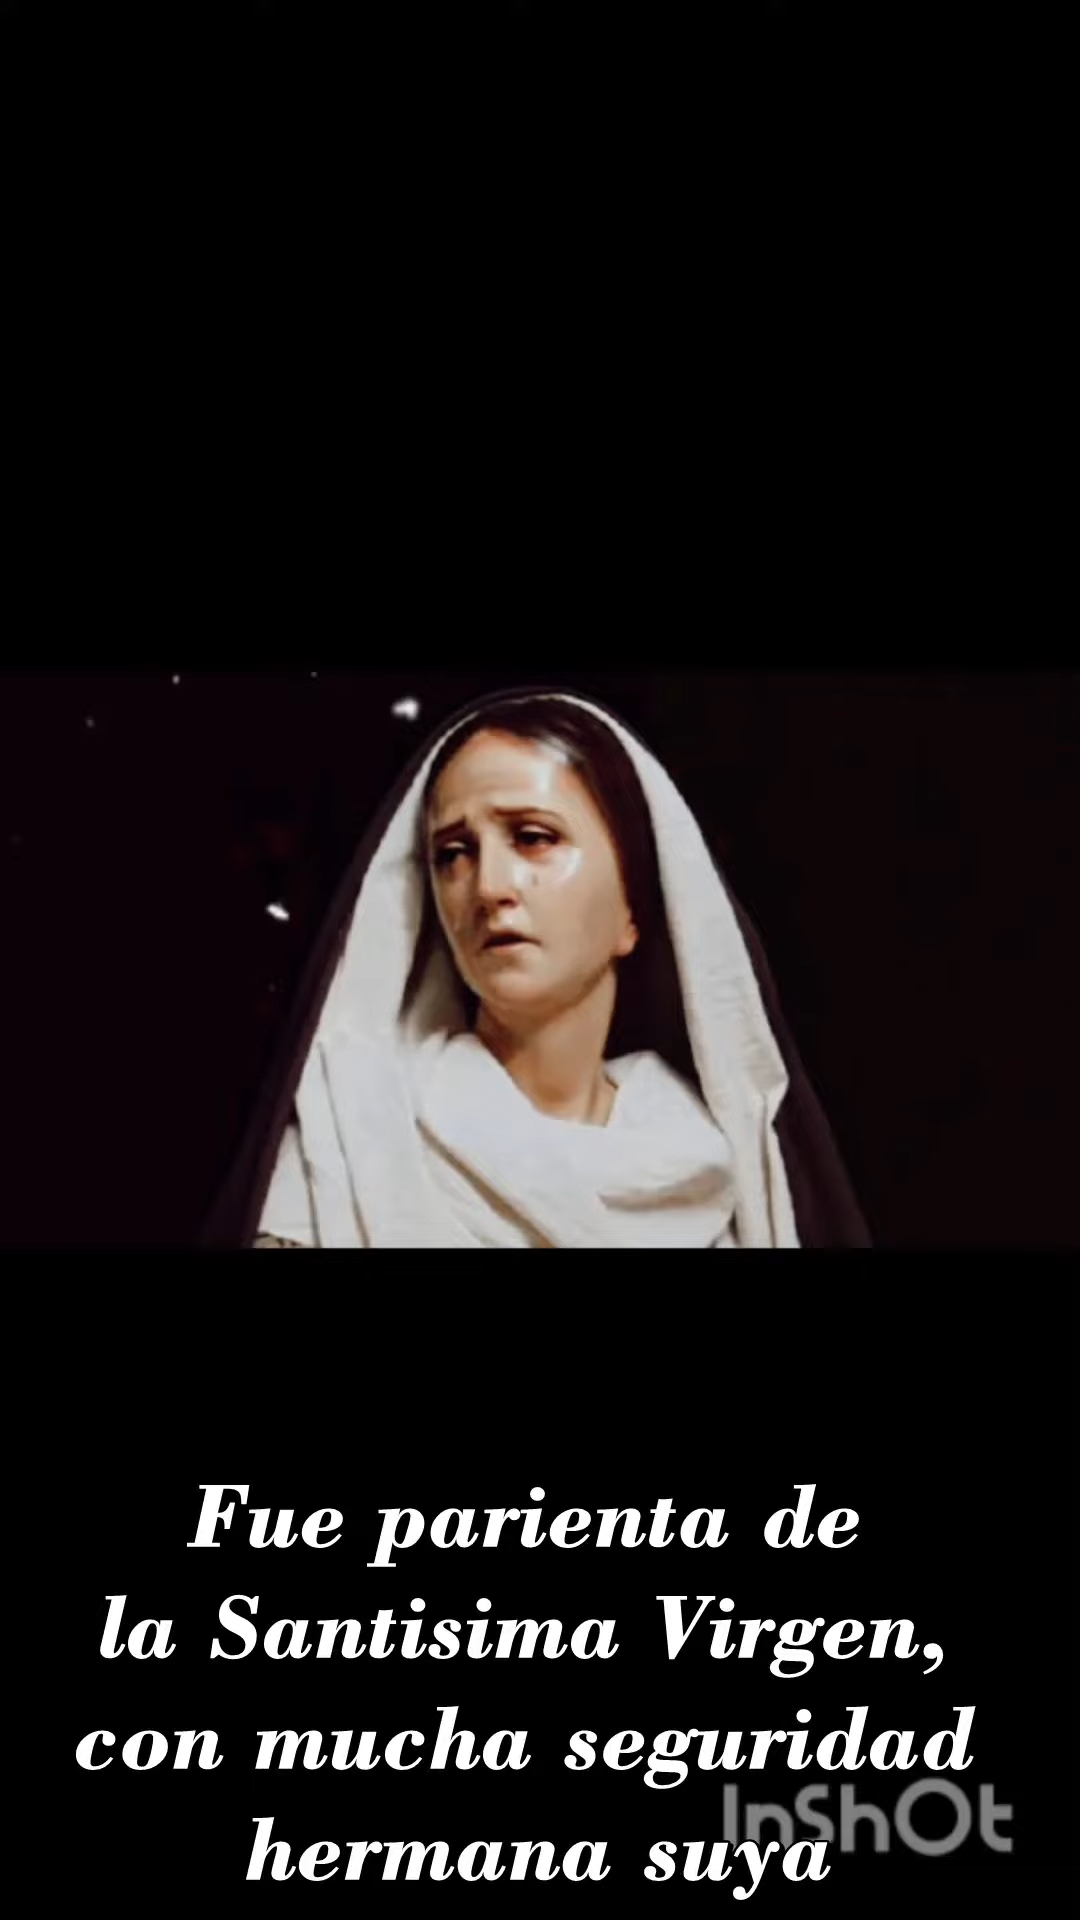 Fue parienta de
la Santisima Virgen,
con mucha seguridad
hermana suya
InShOt